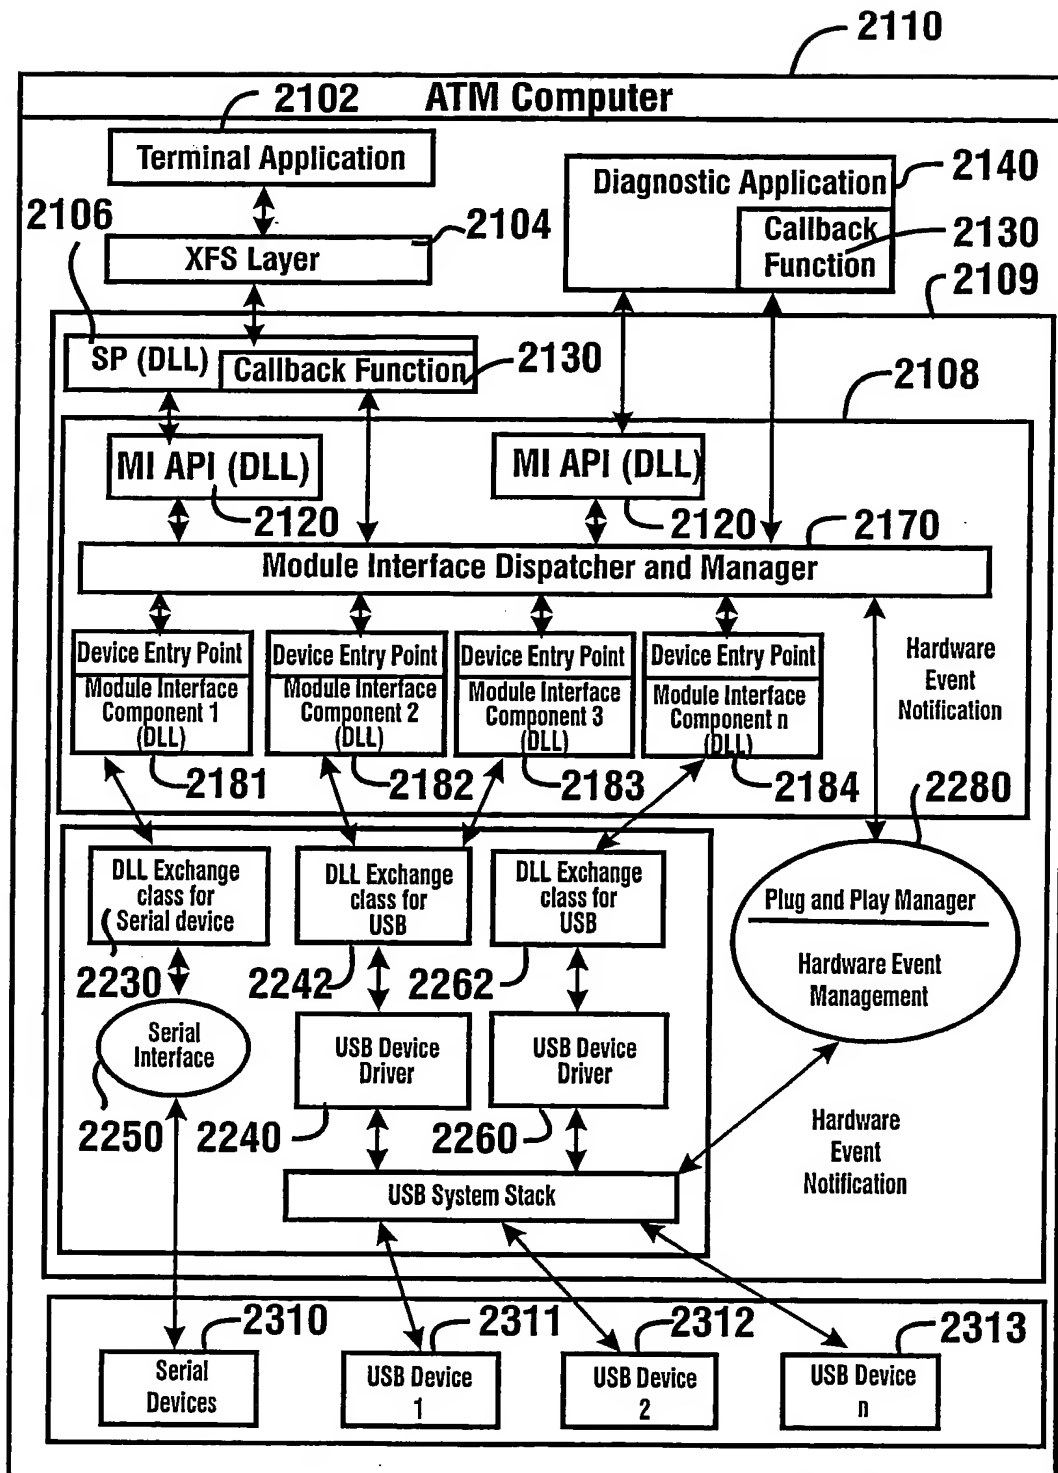 2110
ATM Computer
2102
Terminal Application
2140
Diagnostic Application
2106
2104
XFS Layer
Callback
Function
2130
2109
SP (DLL)
Callback Function
2130
2108
MI API (DLL)
MI API (DLL)
2120
2120
2170
Module Interface Dispatcher and Manager
Device Entry Point
Module Interface
Component 1
(DLL)
Device Entry Point
Module Interface
Component 2
(DLL)
Device Entry Point
Module Interface
Component 3
(DLL)
Device Entry Point
Module Interface
Component n
(DLL)
Hardware
Event
Notification
2181
2182
2183
2184
2280
DLL Exchange
class for
Serial device
DLL Exchange
class for
USB
DLL Exchange
class for
USB
Plug and Play Manager
Hardware Event
Management
2230
2242
2262
Serial
Interface
USB Device
Driver
USB Device
Driver
2250
2240
2260
Hardware
Event
Notification
USB System Stack
2310
2311
2312
2313
Serial
Devices
USB Device
1
USB Device
2
USB Device
n